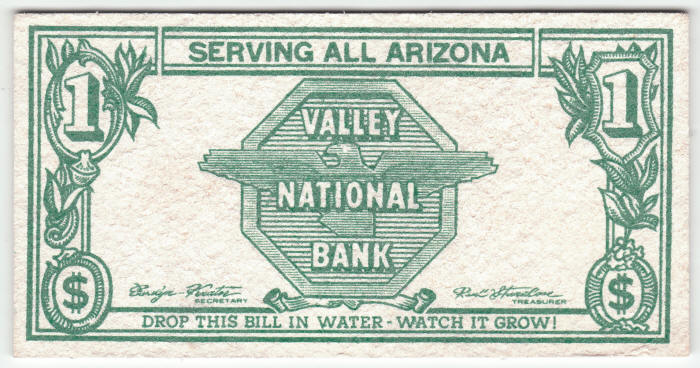 SERVING ALL ARIZONA
1 1
VALLEY
NATIONAL
BANK
$ $
SECRETARY
TREASURER
DROP THIS BILL IN WATER - WATCH IT GROW!